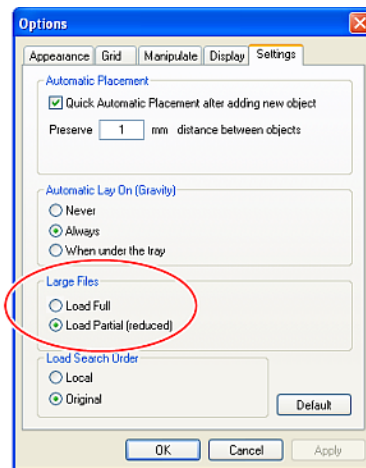 Options
Appearance Grid Manipulate Display Settings
Automatic Placement
Quick Automatic Placement after adding new object
Preserve 1 mm distance between objects
Automatic Lay On (Gravity)
Never
Always
When under the tray
Large Files
Load Full
Load Partial (reduced)
Load Search Order
Local
Original
Default
OK Cancel Apply